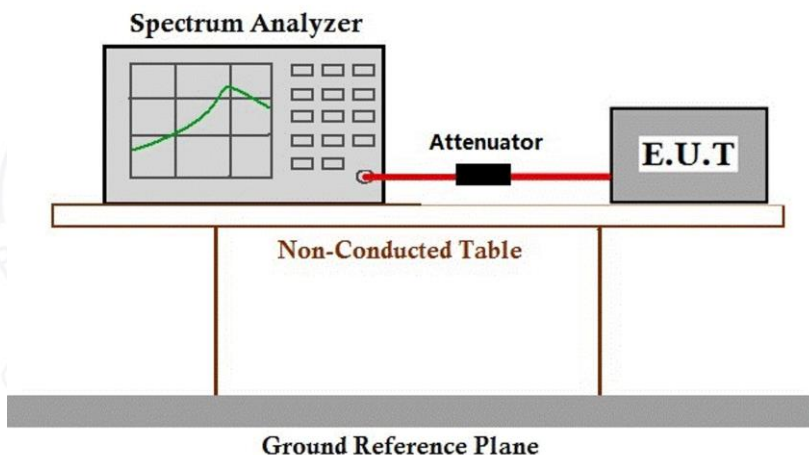 Spectrum Analyzer
Attenuator
E.U.T
Non-Conducted Table
Ground Reference Plane